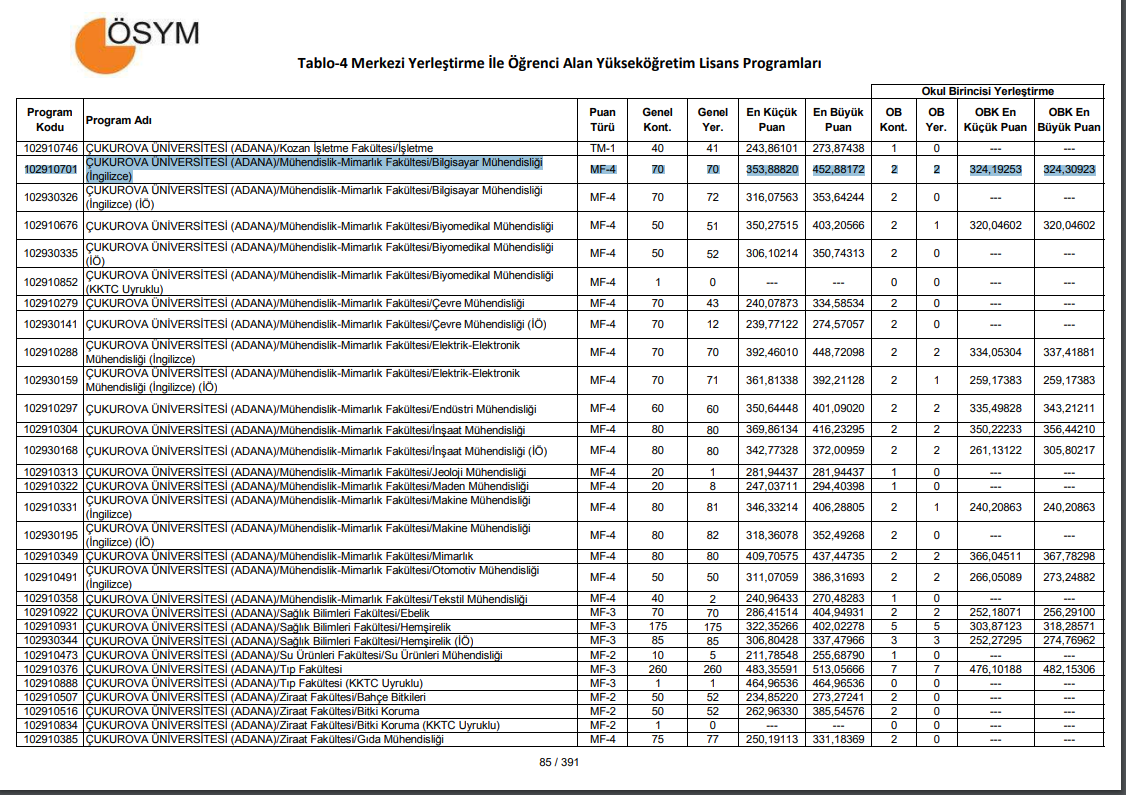 ÖSYM
Tablo-4 Merkezi Yerleştirme İle Öğrenci Alan Yükseköğretim Lisans Programları
Okul Birincisi Yerleştirme
Program Kodu Program Adı Puan Türü Genel Kont. Genel Yer. En Küçük Puan En Büyük Puan OB Kont. OB Yer. OBK En Küçük Puan OBK En Büyük Puan
102910746 ÇUKUROVA ÜNİVERSİTESİ (ADANA)/Kozan İşletme Fakültesi/İşletme TM-1 40 41 243,86101 273,87438 1 0 --- ---
102910701 ÇUKUROVA ÜNİVERSİTESİ (ADANA)/Mühendislik-Mimarlık Fakültesi/Bilgisayar Mühendisliği
(İngilizce) MF-4 70 70 353,88820 452,88172 2 2 324,19253 324,30923
102930326 ÇUKUROVA ÜNİVERSİTESİ (ADANA)/Mühendislik-Mimarlık Fakültesi/Bilgisayar Mühendisliği
(İngilizce) (İÖ) MF-4 70 72 316,07563 353,64244 2 0 --- ---
102910676 ÇUKUROVA ÜNİVERSİTESİ (ADANA)/Mühendislik-Mimarlık Fakültesi/Biyomedikal Mühendisliği MF-4 50 51 350,27515 403,20566 2 1 320,04602 320,04602
102930335 ÇUKUROVA ÜNİVERSİTESİ (ADANA)/Mühendislik-Mimarlık Fakültesi/Biyomedikal Mühendisliği
(İÖ) MF-4 50 52 306,10214 350,74313 2 0 --- ---
102910852 ÇUKUROVA ÜNİVERSİTESİ (ADANA)/Mühendislik-Mimarlık Fakültesi/Biyomedikal Mühendisliği
(KKTC Uyruklu) MF-4 1 0 --- --- 0 0 --- ---
102910279 ÇUKUROVA ÜNİVERSİTESİ (ADANA)/Mühendislik-Mimarlık Fakültesi/Çevre Mühendisliği MF-4 70 43 240,07873 334,58534 2 0 --- ---
102930141 ÇUKUROVA ÜNİVERSİTESİ (ADANA)/Mühendislik-Mimarlık Fakültesi/Çevre Mühendisliği (İÖ) MF-4 70 12 239,77122 274,57057 2 0 --- ---
102910288 ÇUKUROVA ÜNİVERSİTESİ (ADANA)/Mühendislik-Mimarlık Fakültesi/Elektrik-Elektronik
Mühendisliği (İngilizce) MF-4 70 70 392,46010 448,72098 2 2 334,05304 337,41881
102930159 ÇUKUROVA ÜNİVERSİTESİ (ADANA)/Mühendislik-Mimarlık Fakültesi/Elektrik-Elektronik
Mühendisliği (İngilizce) (İÖ) MF-4 70 71 361,81338 392,21128 2 1 259,17383 259,17383
102910297 ÇUKUROVA ÜNİVERSİTESİ (ADANA)/Mühendislik-Mimarlık Fakültesi/Endüstri Mühendisliği MF-4 60 60 350,64448 401,09020 2 2 335,49828 343,21211
102910304 ÇUKUROVA ÜNİVERSİTESİ (ADANA)/Mühendislik-Mimarlık Fakültesi/İnşaat Mühendisliği MF-4 80 80 369,86134 416,23295 2 2 350,22233 356,44210
102930168 ÇUKUROVA ÜNİVERSİTESİ (ADANA)/Mühendislik-Mimarlık Fakültesi/İnşaat Mühendisliği (İÖ) MF-4 80 80 342,77328 372,00959 2 2 261,13122 305,80217
102910313 ÇUKUROVA ÜNİVERSİTESİ (ADANA)/Mühendislik-Mimarlık Fakültesi/Jeoloji Mühendisliği MF-4 20 1 281,94437 281,94437 1 0 --- ---
102910322 ÇUKUROVA ÜNİVERSİTESİ (ADANA)/Mühendislik-Mimarlık Fakültesi/Maden Mühendisliği MF-4 20 8 247,03711 294,40398 1 0 --- ---
102910331 ÇUKUROVA ÜNİVERSİTESİ (ADANA)/Mühendislik-Mimarlık Fakültesi/Makine Mühendisliği
(İngilizce) MF-4 80 81 346,33214 406,28805 2 1 240,20863 240,20863
102930195 ÇUKUROVA ÜNİVERSİTESİ (ADANA)/Mühendislik-Mimarlık Fakültesi/Makine Mühendisliği
(İngilizce) (İÖ) MF-4 80 82 318,36078 352,49268 2 0 --- ---
102910349 ÇUKUROVA ÜNİVERSİTESİ (ADANA)/Mühendislik-Mimarlık Fakültesi/Mimarlık MF-4 80 80 409,70575 437,44735 2 2 366,04511 367,78298
102910491 ÇUKUROVA ÜNİVERSİTESİ (ADANA)/Mühendislik-Mimarlık Fakültesi/Otomotiv Mühendisliği
(İngilizce) MF-4 50 50 311,07059 386,31693 2 2 266,05089 273,24882
102910358 ÇUKUROVA ÜNİVERSİTESİ (ADANA)/Mühendislik-Mimarlık Fakültesi/Tekstil Mühendisliği MF-4 40 2 240,96433 270,48283 1 0 --- ---
102910922 ÇUKUROVA ÜNİVERSİTESİ (ADANA)/Sağlık Bilimleri Fakültesi/Ebelik MF-3 70 70 286,41514 404,94931 2 2 252,18071 256,29100
102910931 ÇUKUROVA ÜNİVERSİTESİ (ADANA)/Sağlık Bilimleri Fakültesi/Hemşirelik MF-3 175 175 322,35266 402,02278 5 5 303,87123 318,28571
102930344 ÇUKUROVA ÜNİVERSİTESİ (ADANA)/Sağlık Bilimleri Fakültesi/Hemşirelik (İÖ) MF-3 85 85 306,80428 337,47966 3 3 252,27295 274,76962
102910473 ÇUKUROVA ÜNİVERSİTESİ (ADANA)/Su Ürünleri Fakültesi/Su Ürünleri Mühendisliği MF-2 10 5 211,78548 255,68790 1 0 --- ---
102910376 ÇUKUROVA ÜNİVERSİTESİ (ADANA)/Tıp Fakültesi MF-3 260 260 483,35591 513,05666 7 7 476,10188 482,15306
102910888 ÇUKUROVA ÜNİVERSİTESİ (ADANA)/Tıp Fakültesi (KKTC Uyruklu) MF-3 1 1 464,96536 464,96536 0 0 --- ---
102910507 ÇUKUROVA ÜNİVERSİTESİ (ADANA)/Ziraat Fakültesi/Bahçe Bitkileri MF-2 50 52 234,85220 273,27241 2 0 --- ---
102910516 ÇUKUROVA ÜNİVERSİTESİ (ADANA)/Ziraat Fakültesi/Bitki Koruma MF-2 50 52 262,96330 385,54576 2 0 --- ---
102910834 ÇUKUROVA ÜNİVERSİTESİ (ADANA)/Ziraat Fakültesi/Bitki Koruma (KKTC Uyruklu) MF-2 1 0 --- --- 0 0 --- ---
102910385 ÇUKUROVA ÜNİVERSİTESİ (ADANA)/Ziraat Fakültesi/Gıda Mühendisliği MF-4 75 77 250,19113 331,18369 2 0 --- ---
85 / 391